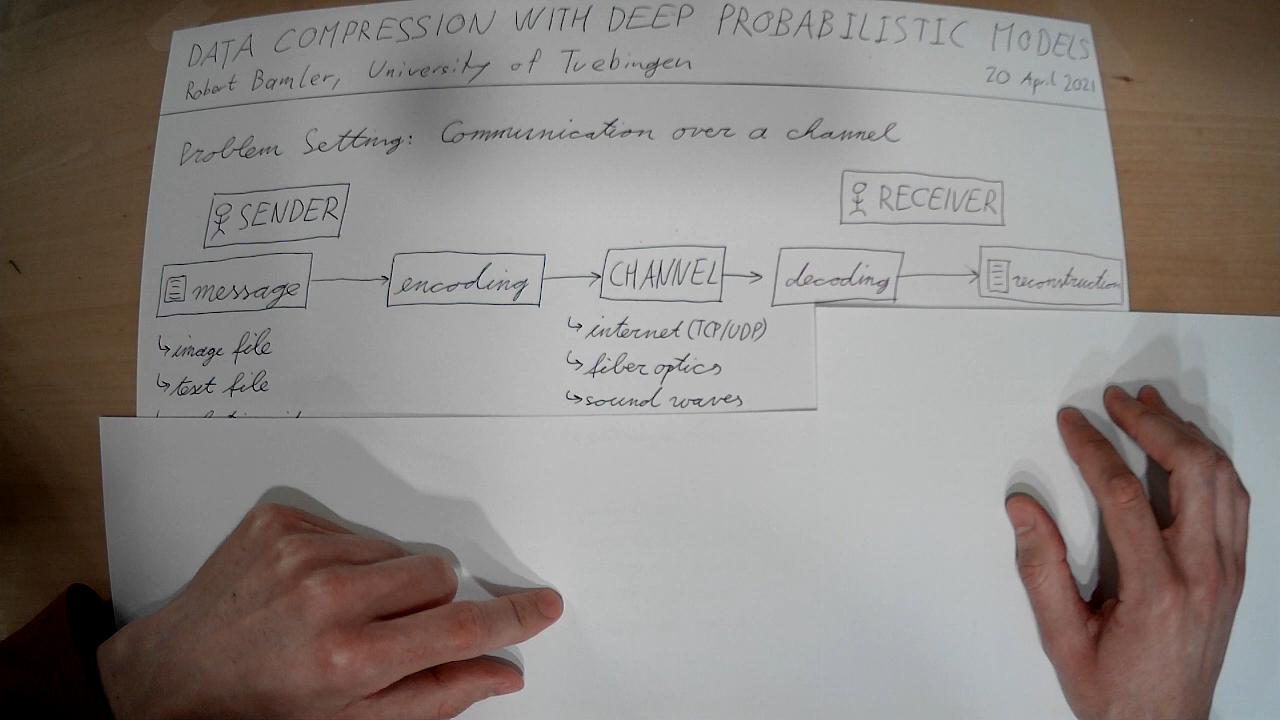 DATA COMPRESSION WITH DEEP PROBABILISTIC MODELS
Robert Bamler, University of Tuebingen
20 April 2021
Problem Setting: Communication over a channel
SENDER
RECEIVER
message
encoding
CHANNEL
decoding
reconstruction
↳ image file
↳ text file
↳ internet (TCP/UDP)
↳ fiber optics
↳ sound waves